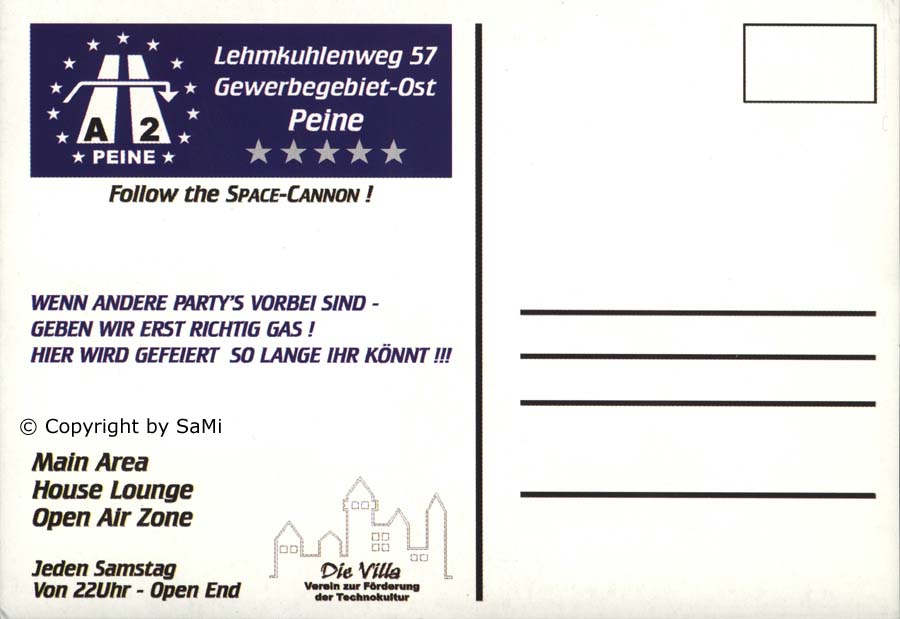 Lehmkuhlenweg 57
Gewerbegebiet-Ost
Peine
A 2
PEINE
Follow the SPACE-CANNON !
WENN ANDERE PARTY'S VORBEI SIND -
GEBEN WIR ERST RICHTIG GAS !
HIER WIRD GEFEIERT SO LANGE IHR KÖNNT !!!
© Copyright by SaMi
Main Area
House Lounge
Open Air Zone
Jeden Samstag
Von 22Uhr - Open End
Die Villa
Verein zur Förderung
der Technokultur